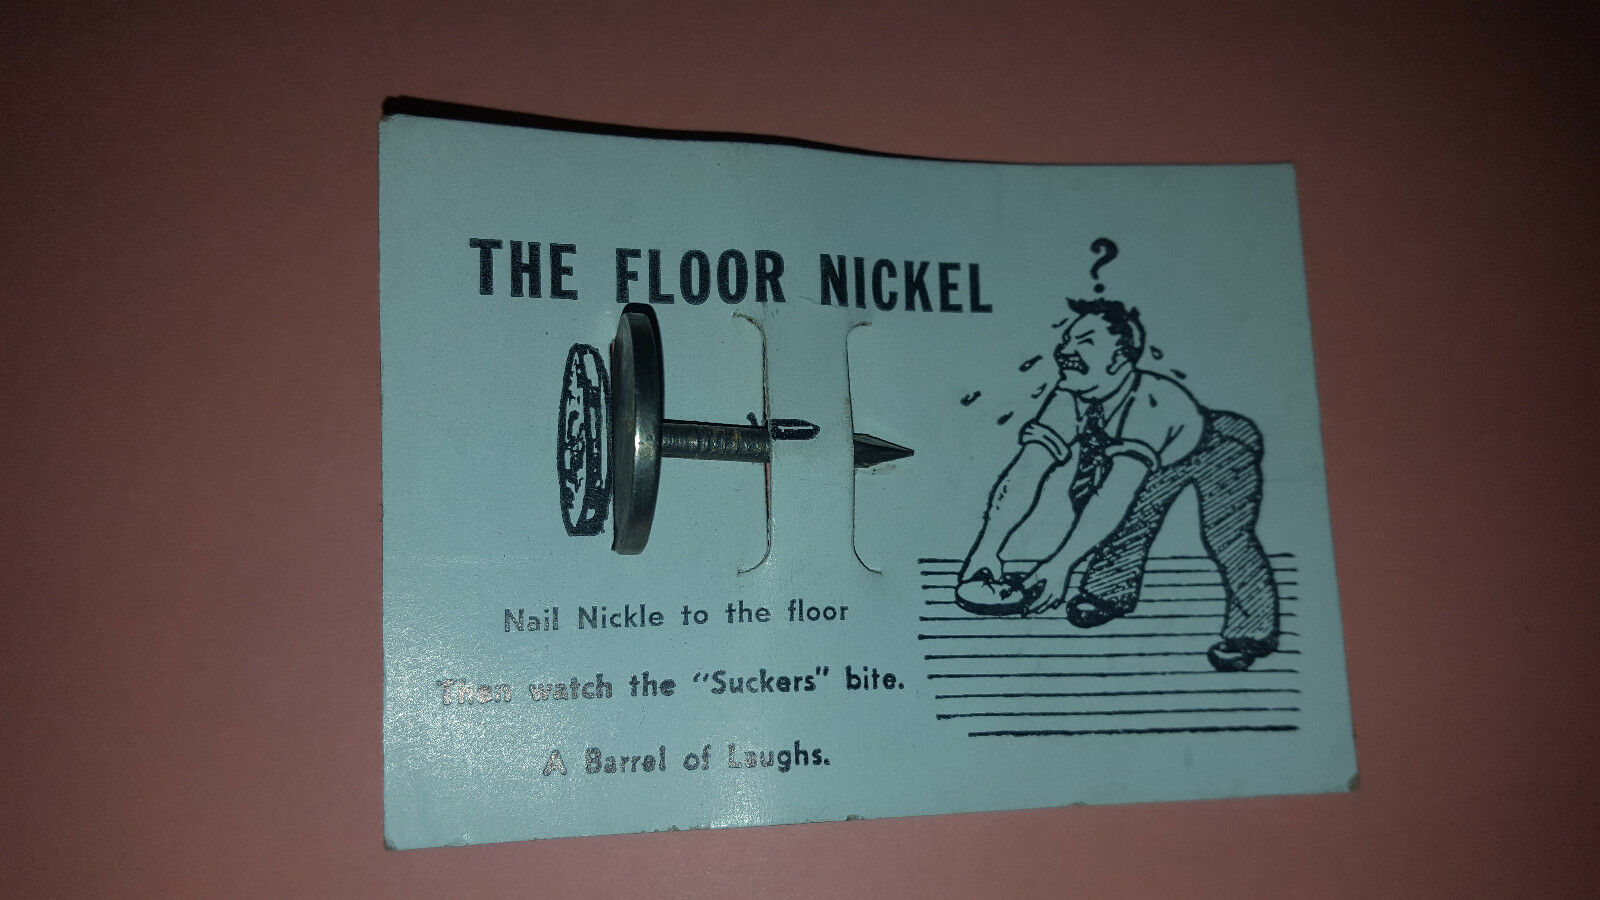 THE FLOOR NICKEL
?
Nail Nickle to the floor
Then watch the "Suckers" bite.
A Barrel of Laughs.